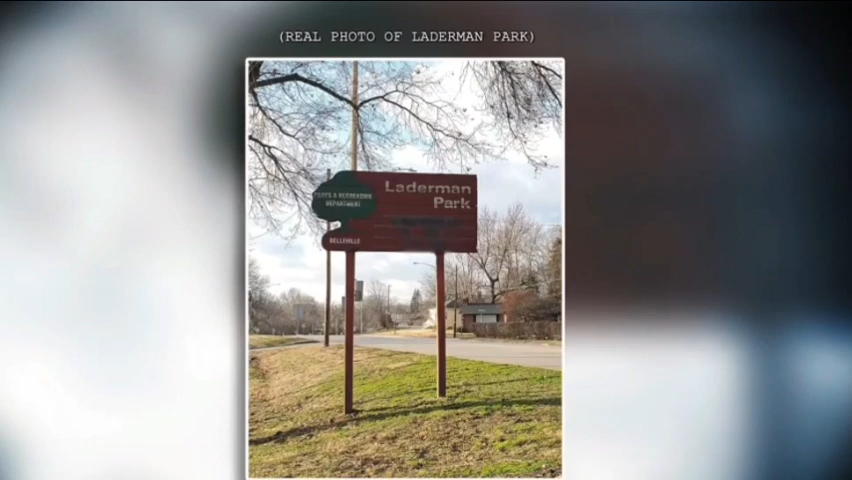 (REAL PHOTO OF LADERMAN PARK)
Laderman
Park
PARKS & RECREATION
DEPARTMENT
BELLEVILLE